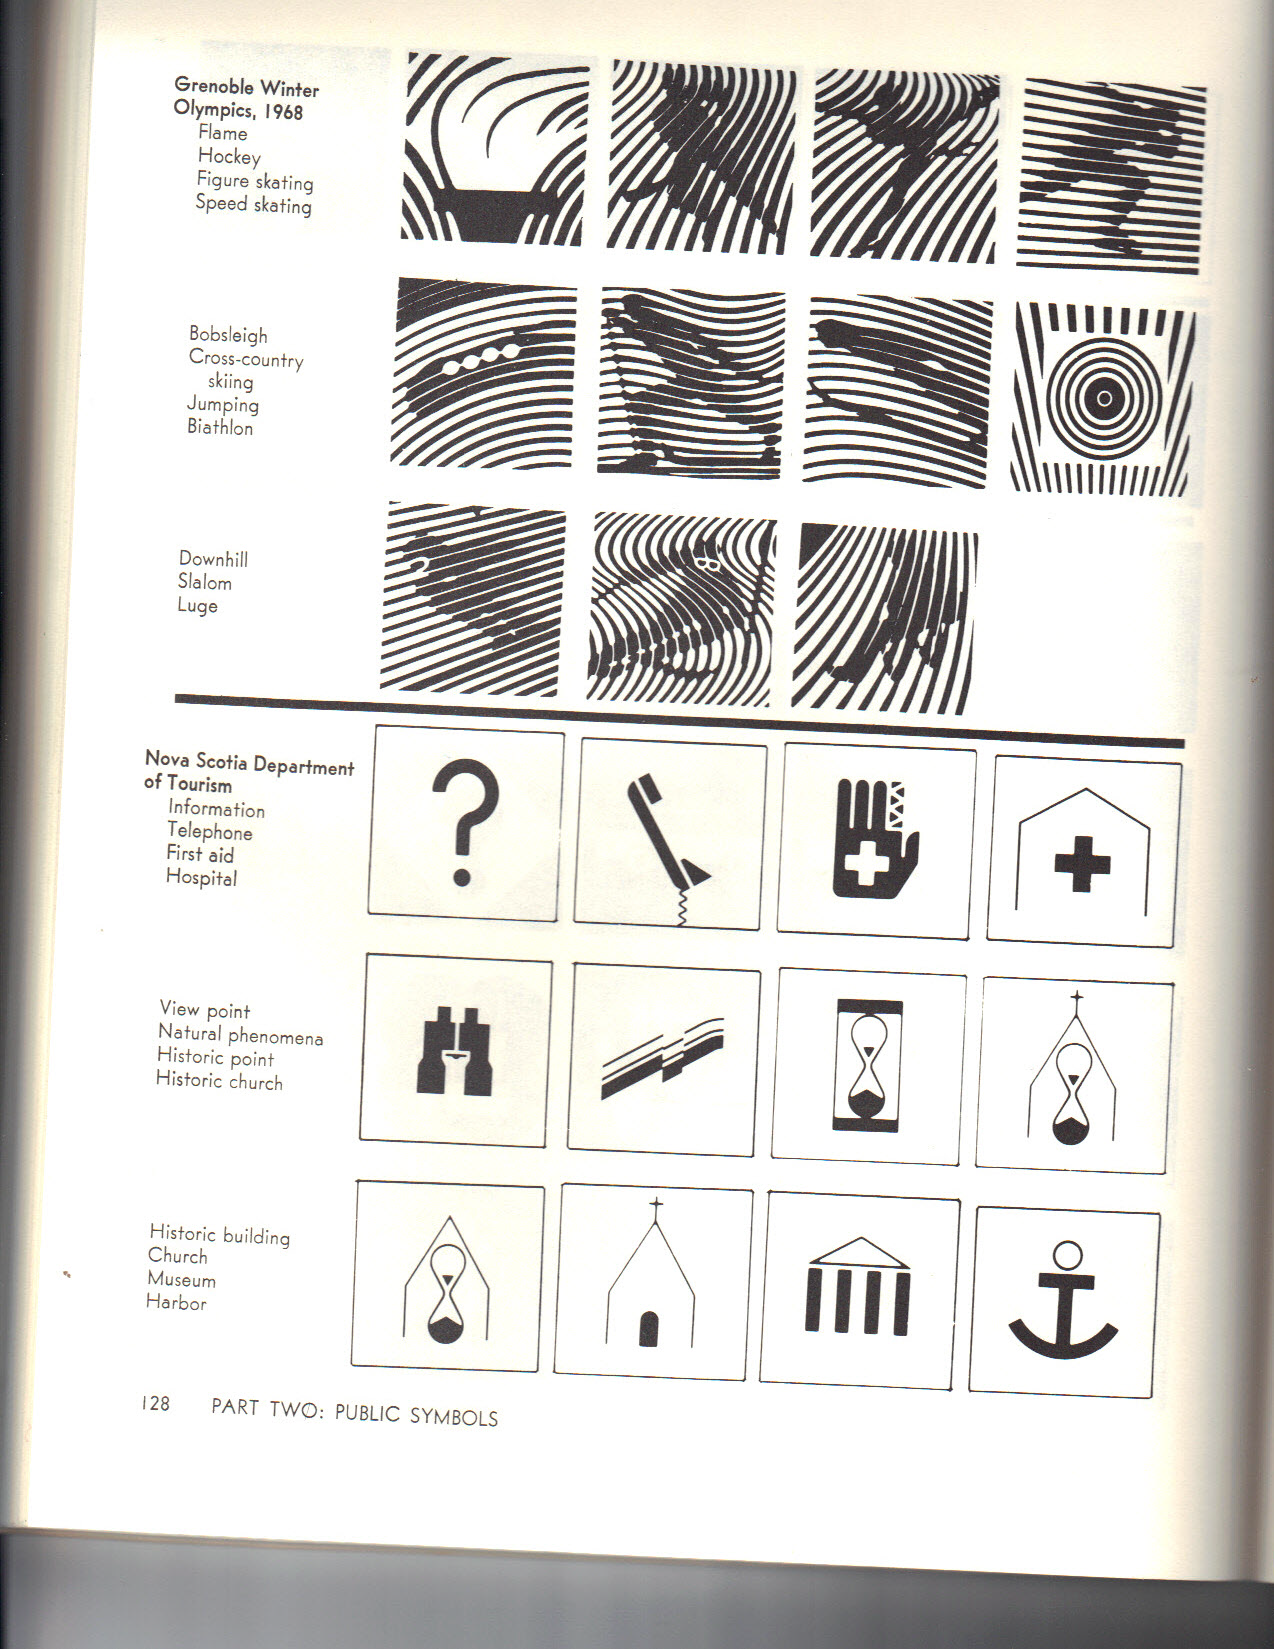 Grenoble Winter
Olympics, 1968
Flame
Hockey
Figure skating
Speed skating
Bobsleigh
Cross-country
skiing
Jumping
Biathlon
Downhill
Slalom
Luge
Nova Scotia Department
of Tourism
Information
Telephone
First aid
Hospital
?
View point
Natural phenomena
Historic point
Historic church
Historic building
Church
Museum
Harbor
128 PART TWO: PUBLIC SYMBOLS